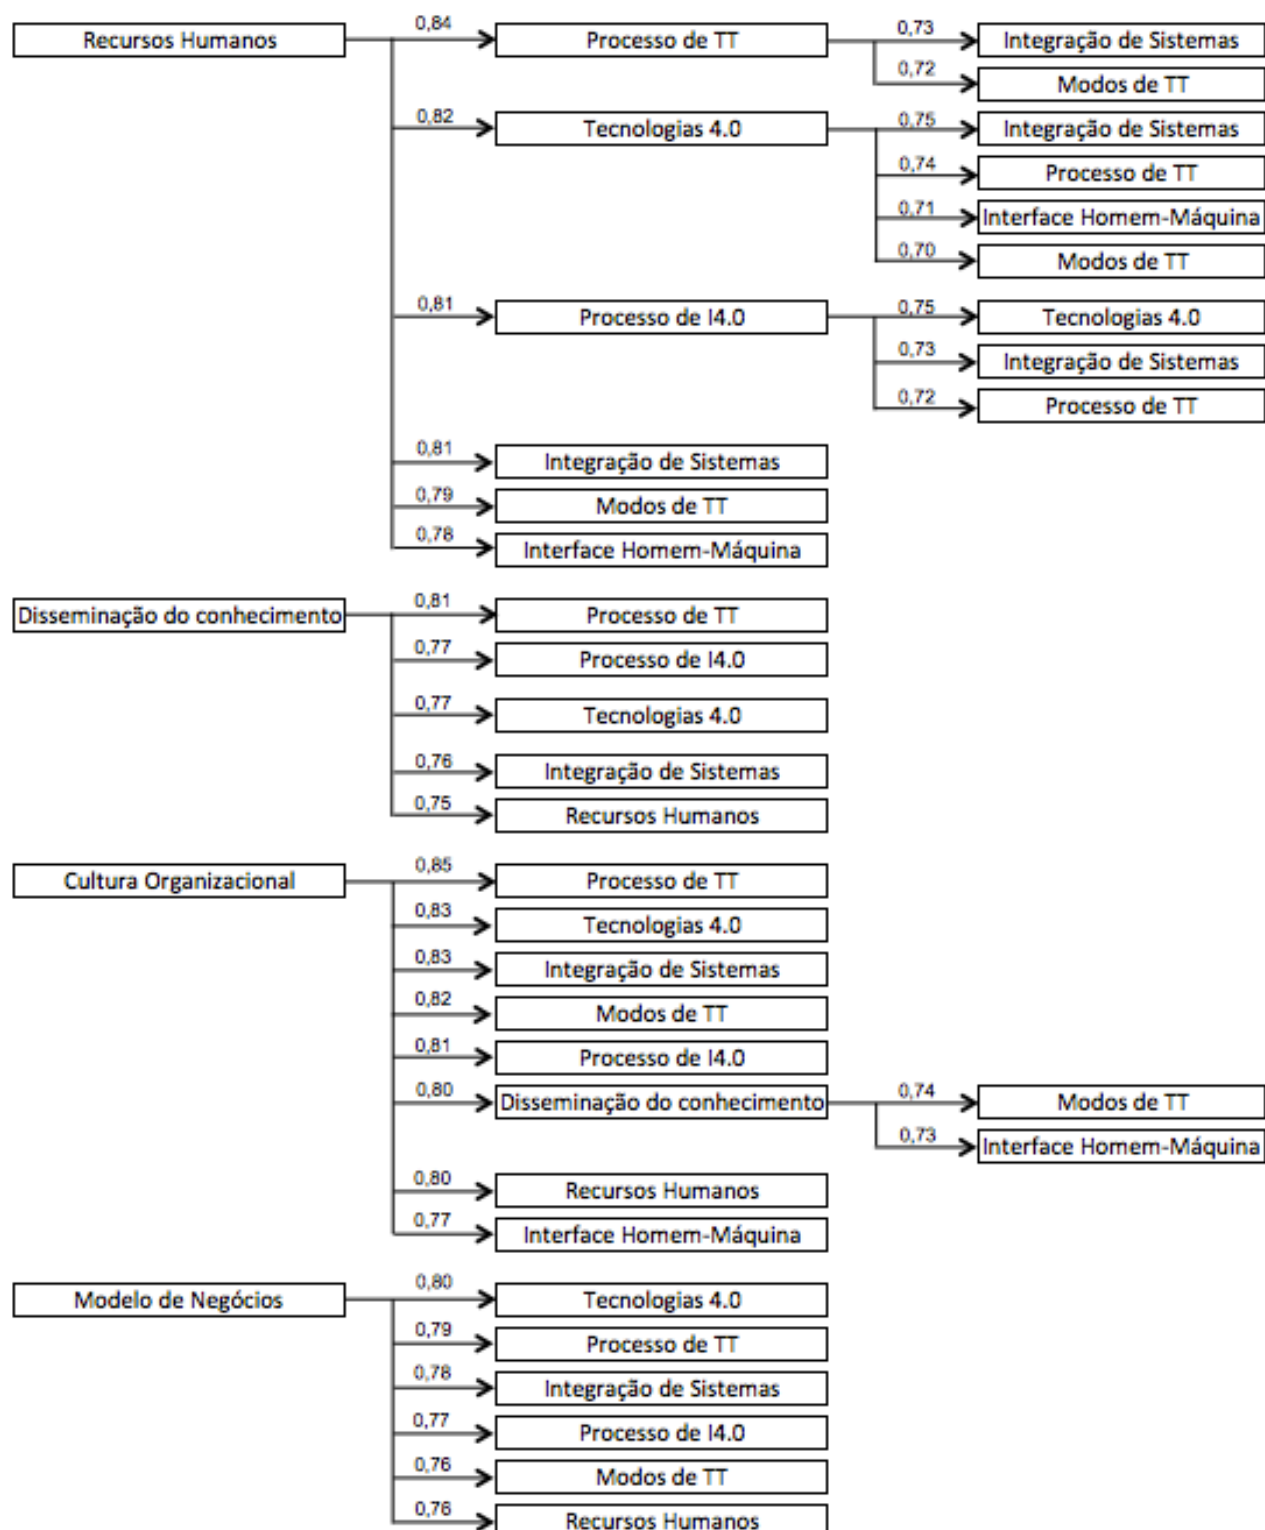 Recursos Humanos
0,84
Processo de TT
0,73
Integração de Sistemas
0,72
Modos de TT
0,82
Tecnologias 4.0
0,75
Integração de Sistemas
0,74
Processo de TT
0,71
Interface Homem-Máquina
0,70
Modos de TT
0,81
Processo de I4.0
0,75
Tecnologias 4.0
0,73
Integração de Sistemas
0,72
Processo de TT
0,81
Integração de Sistemas
0,79
Modos de TT
0,78
Interface Homem-Máquina
Disseminação do conhecimento
0,81
Processo de TT
0,77
Processo de I4.0
0,77
Tecnologias 4.0
0,76
Integração de Sistemas
0,75
Recursos Humanos
Cultura Organizacional
0,85
Processo de TT
0,83
Tecnologias 4.0
0,83
Integração de Sistemas
0,82
Modos de TT
0,81
Processo de I4.0
0,80
Disseminação do conhecimento
0,74
Modos de TT
0,73
Interface Homem-Máquina
0,80
Recursos Humanos
0,77
Interface Homem-Máquina
Modelo de Negócios
0,80
Tecnologias 4.0
0,79
Processo de TT
0,78
Integração de Sistemas
0,77
Processo de I4.0
0,76
Modos de TT
0,76
Recursos Humanos